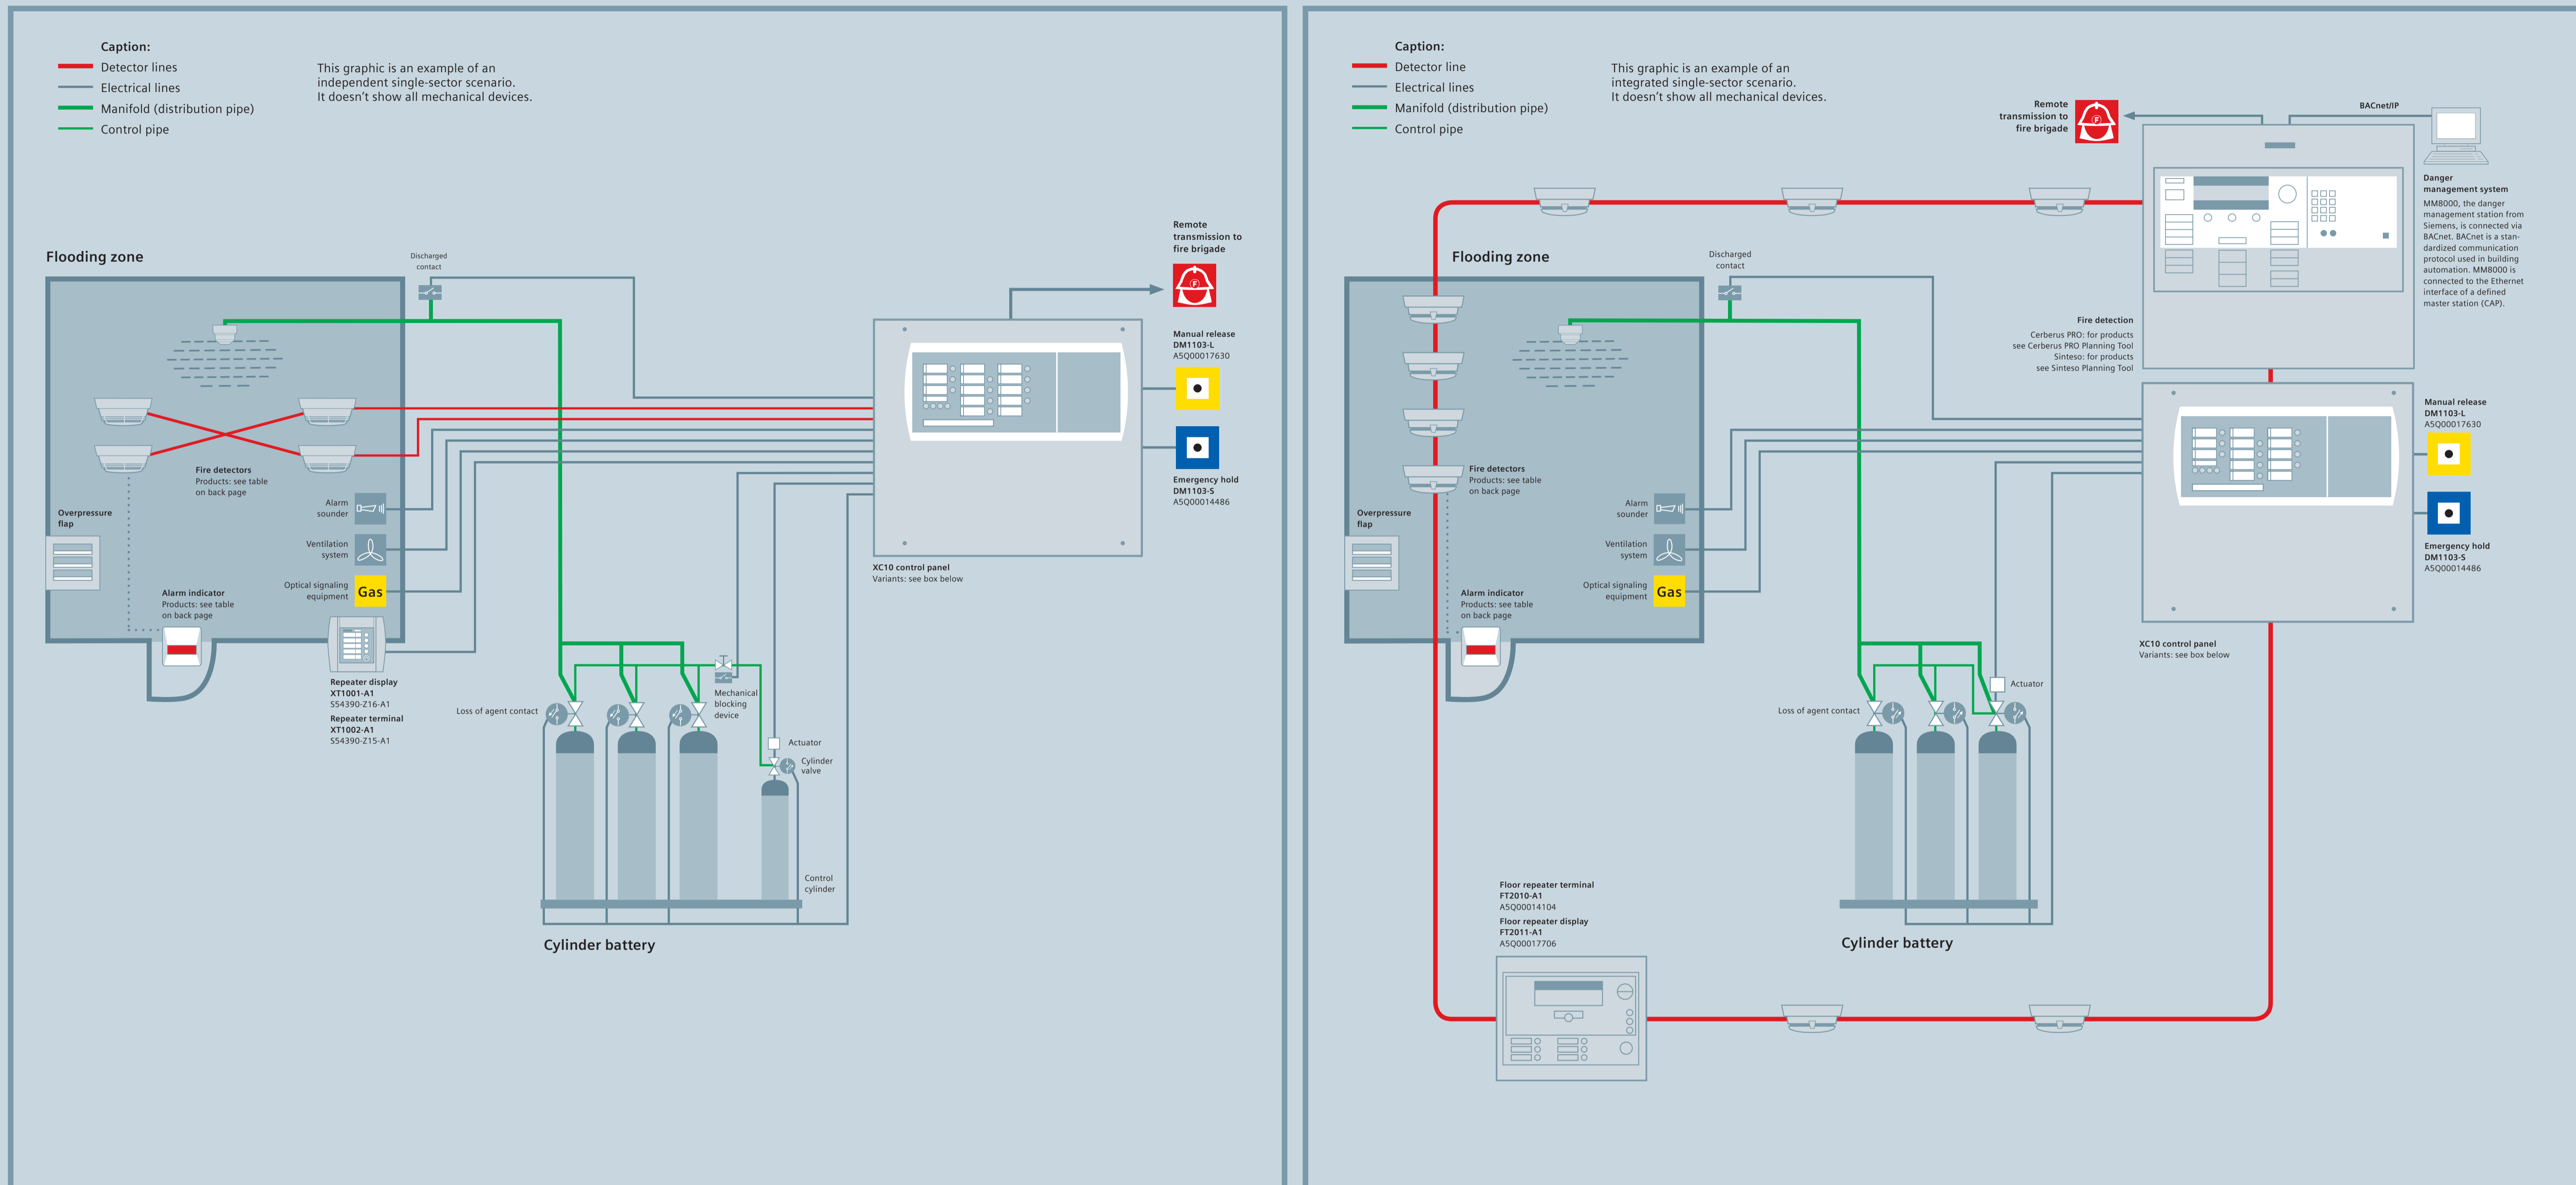 Caption:
Detector lines
Electrical lines
Manifold (distribution pipe)
Control pipe
This graphic is an example of an
independent single-sector scenario.
It doesn't show all mechanical devices.
Remote
transmission to
fire brigade
F
Manual release
DM1103-L
A5Q00017630
Emergency hold
DM1103-S
A5Q00014486
Flooding zone
Discharged
contact
Fire detectors
Products: see table
on back page
Alarm
sounder
Overpressure
flap
Ventilation
system
Optical signaling
equipment
Gas
Alarm indicator
Products: see table
on back page
XC10 control panel
Variants: see box below
Repeater display
XT1001-A1
S54390-Z16-A1
Repeater terminal
XT1002-A1
S54390-Z15-A1
Loss of agent contact
Mechanical
blocking
device
Actuator
Cylinder
valve
Control
cylinder
Cylinder battery
Caption:
Detector line
Electrical lines
Manifold (distribution pipe)
Control pipe
This graphic is an example of an
integrated single-sector scenario.
It doesn't show all mechanical devices.
Remote
transmission to
fire brigade
F
BACnet/IP
Danger
management system
MM8000, the danger
management station from
Siemens, is connected via
BACnet. BACnet is a stan-
dardized communication
protocol used in building
automation. MM8000 is
connected to the Ethernet
interface of a defined
master station (CAP).
Flooding zone
Discharged
contact
Fire detection
Cerberus PRO: for products
see Cerberus PRO Planning Tool
Sinteso: for products
see Sinteso Planning Tool
Manual release
DM1103-L
A5Q00017630
Emergency hold
DM1103-S
A5Q00014486
Fire detectors
Products: see table
on back page
Alarm
sounder
Overpressure
flap
Ventilation
system
Optical signaling
equipment
Gas
Alarm indicator
Products: see table
on back page
XC10 control panel
Variants: see box below
Actuator
Loss of agent contact
Floor repeater terminal
FT2010-A1
A5Q00014104
Floor repeater display
FT2011-A1
A5Q00017706
Cylinder battery